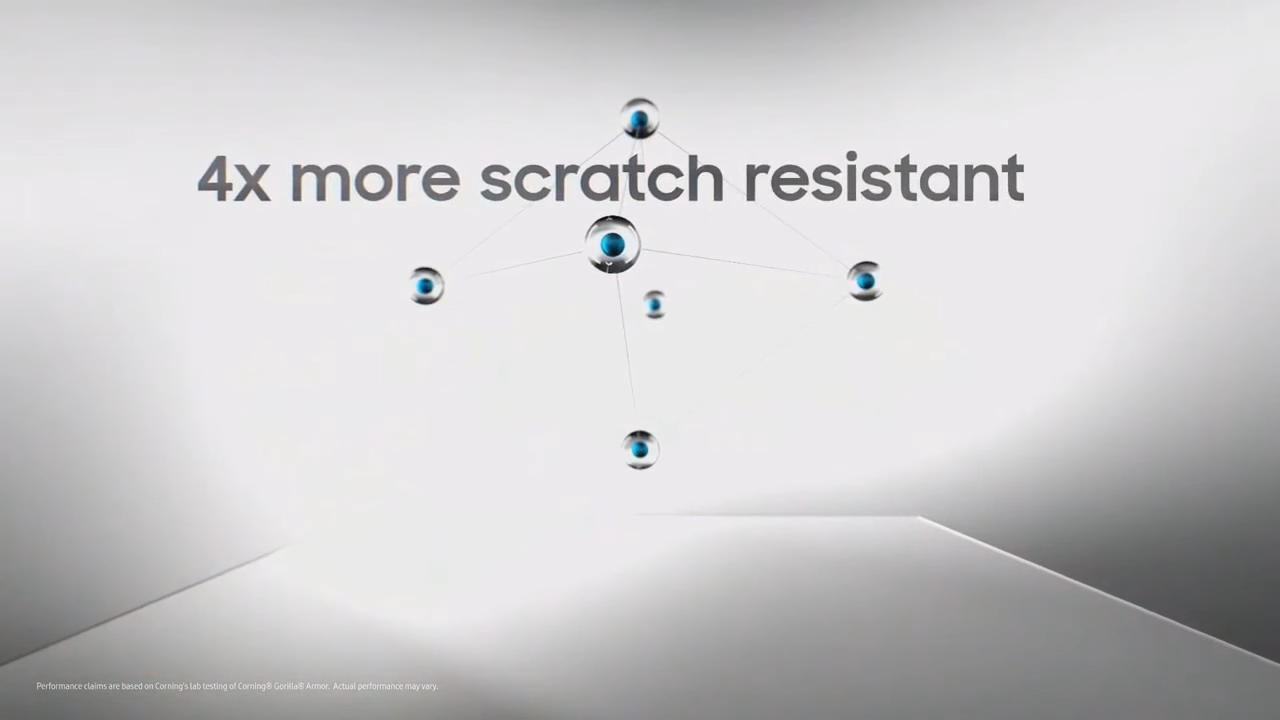 4x more scratch resistant
Performance claims are based on Corning's lab testing of Corning® Gorilla® Armor. Actual performance may vary.